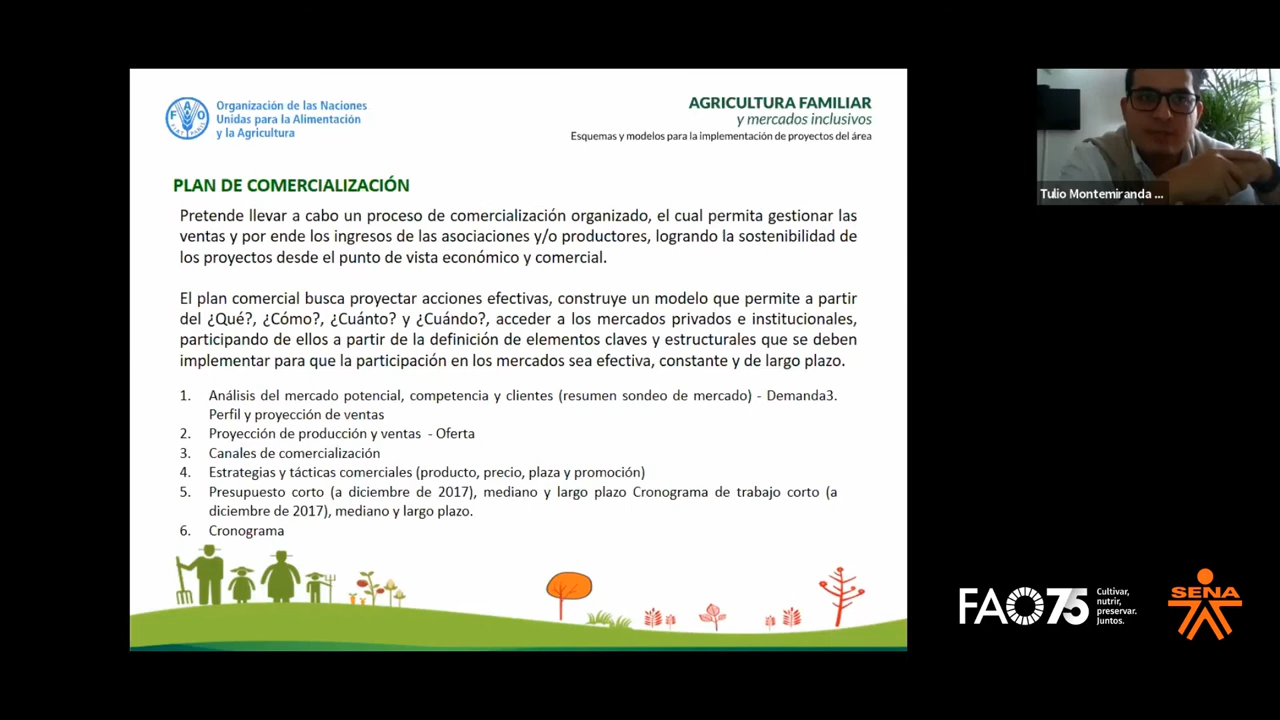 Organización de las Naciones
Unidas para la Alimentación
y la Agricultura
AGRICULTURA FAMILIAR
y mercados inclusivos
Esquemas y modelos para la implementación de proyectos del área
PLAN DE COMERCIALIZACIÓN
Pretende llevar a cabo un proceso de comercialización organizado, el cual permita gestionar las
ventas y por ende los ingresos de las asociaciones y/o productores, logrando la sostenibilidad de
los proyectos desde el punto de vista económico y comercial.
El plan comercial busca proyectar acciones efectivas, construye un modelo que permite a partir
del ¿Qué?, ¿Cómo?, ¿Cuánto? y ¿Cuándo?, acceder a los mercados privados e institucionales,
participando de ellos a partir de la definición de elementos claves y estructurales que se deben
implementar para que la participación en los mercados sea efectiva, constante y de largo plazo.
1. Análisis del mercado potencial, competencia y clientes (resumen sondeo de mercado) - Demanda3.
Perfil y proyección de ventas
2. Proyección de producción y ventas - Oferta
3. Canales de comercialización
4. Estrategias y tácticas comerciales (producto, precio, plaza y promoción)
5. Presupuesto corto (a diciembre de 2017), mediano y largo plazo Cronograma de trabajo corto (a
diciembre de 2017), mediano y largo plazo.
6. Cronograma
Tulio Montemiranda ...
FAO75
Cultivar,
nutrir,
preservar.
Juntos.
SENA